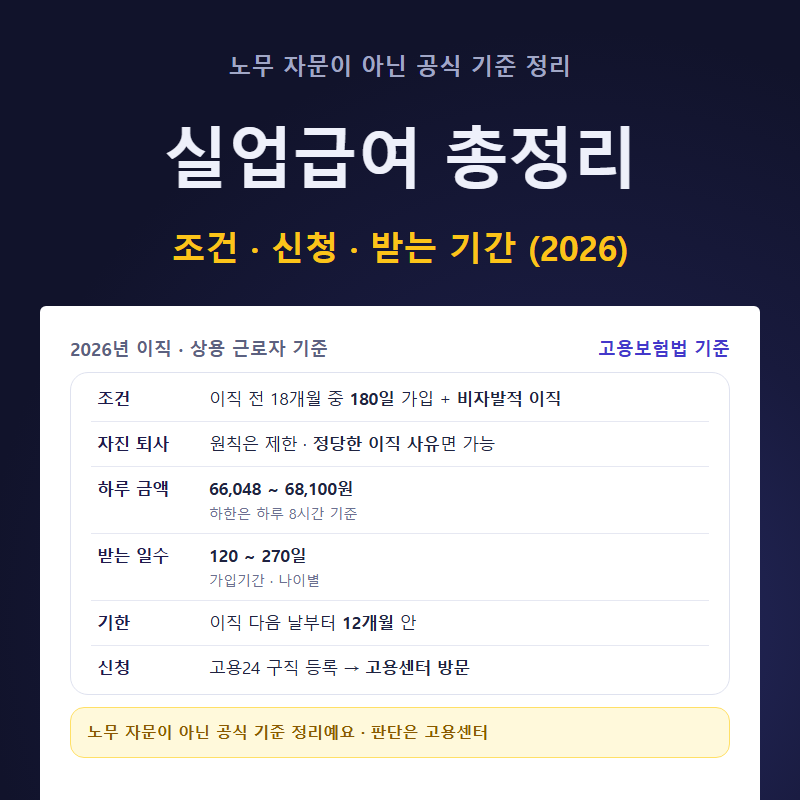 노무 자문이 아닌 공식 기준 정리
실업급여 총정리
조건 · 신청 · 받는 기간 (2026)
2026년 이직 · 상용 근로자 기준 고용보험법 기준
조건 이직 전 18개월 중 180일 가입 + 비자발적 이직
자진 퇴사 원칙은 제한 · 정당한 이직 사유면 가능
하루 금액 66,048 ~ 68,100원
하한은 하루 8시간 기준
받는 일수 120 ~ 270일
가입기간 · 나이별
기한 이직 다음 날부터 12개월 안
신청 고용24 구직 등록 → 고용센터 방문
노무 자문이 아닌 공식 기준 정리예요 · 판단은 고용센터